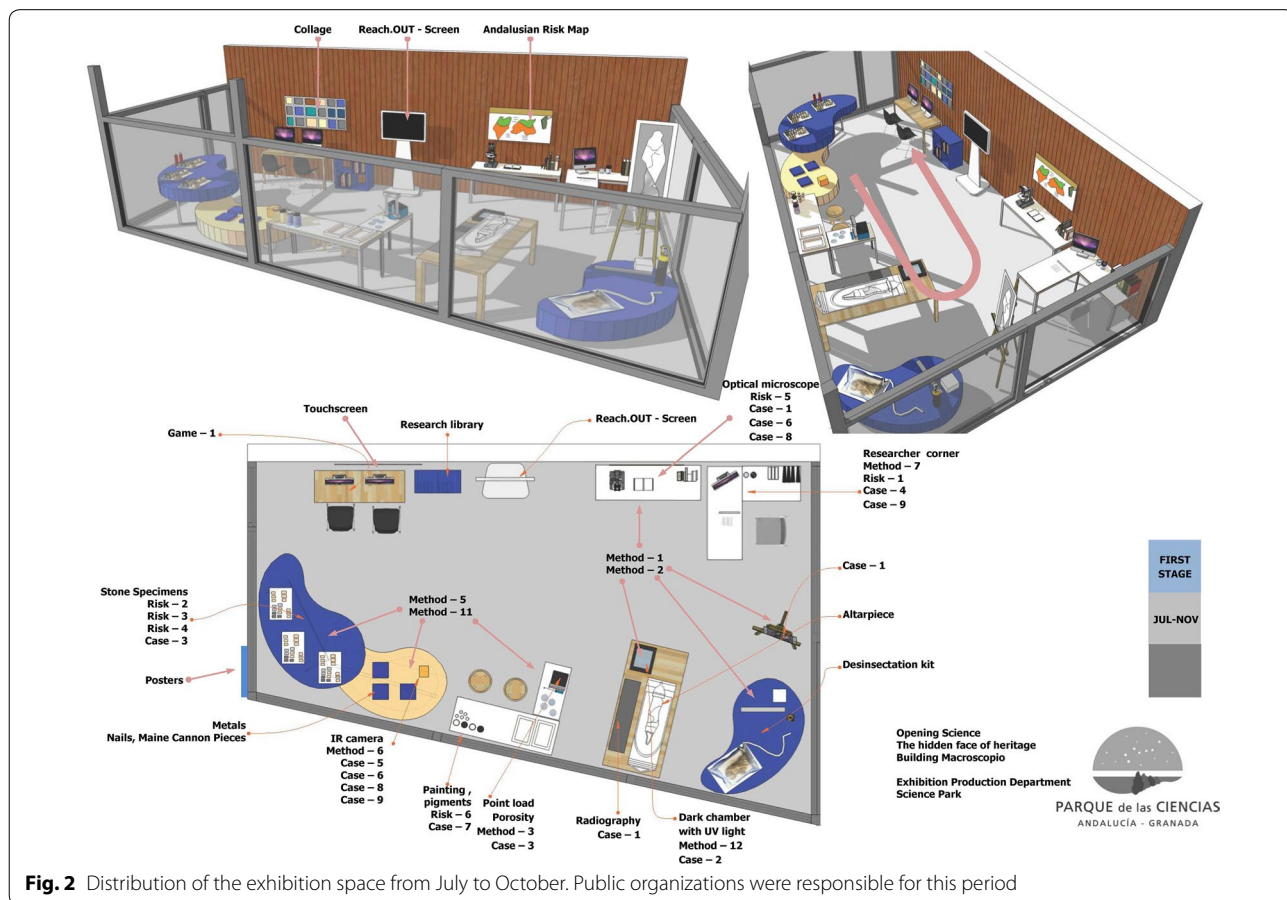 Collage
Reach.OUT - Screen
Andalusian Risk Map
Optical microscope
Risk – 5
Case – 1
Case – 6
Case – 8
Touchscreen
Game – 1
Research library
Reach.OUT - Screen
Researcher corner
Method – 7
Risk – 1
Case – 4
Case – 9
Method – 1
Method – 2
Case – 1
Altarpiece
Desinsectation kit
Stone Specimens
Risk – 2
Risk – 3
Risk – 4
Case – 3
Method – 5
Method – 11
Posters
Metals
Nails, Maine Cannon Pieces
IR camera
Method – 6
Case – 5
Case – 6
Case – 8
Case – 9
Painting ,
pigments
Risk – 6
Case – 7
Point load
Porosity
Method – 3
Case – 3
Radiography
Case – 1
Dark chamber
with UV light
Method – 12
Case – 2
FIRST
STAGE
JUL-NOV
Opening Science
The hidden face of heritage
Building Macroscopio
Exhibition Production Department
Science Park
PARQUE de las CIENCIAS
ANDALUCÍA - GRANADA
Fig. 2 Distribution of the exhibition space from July to October. Public organizations were responsible for this period